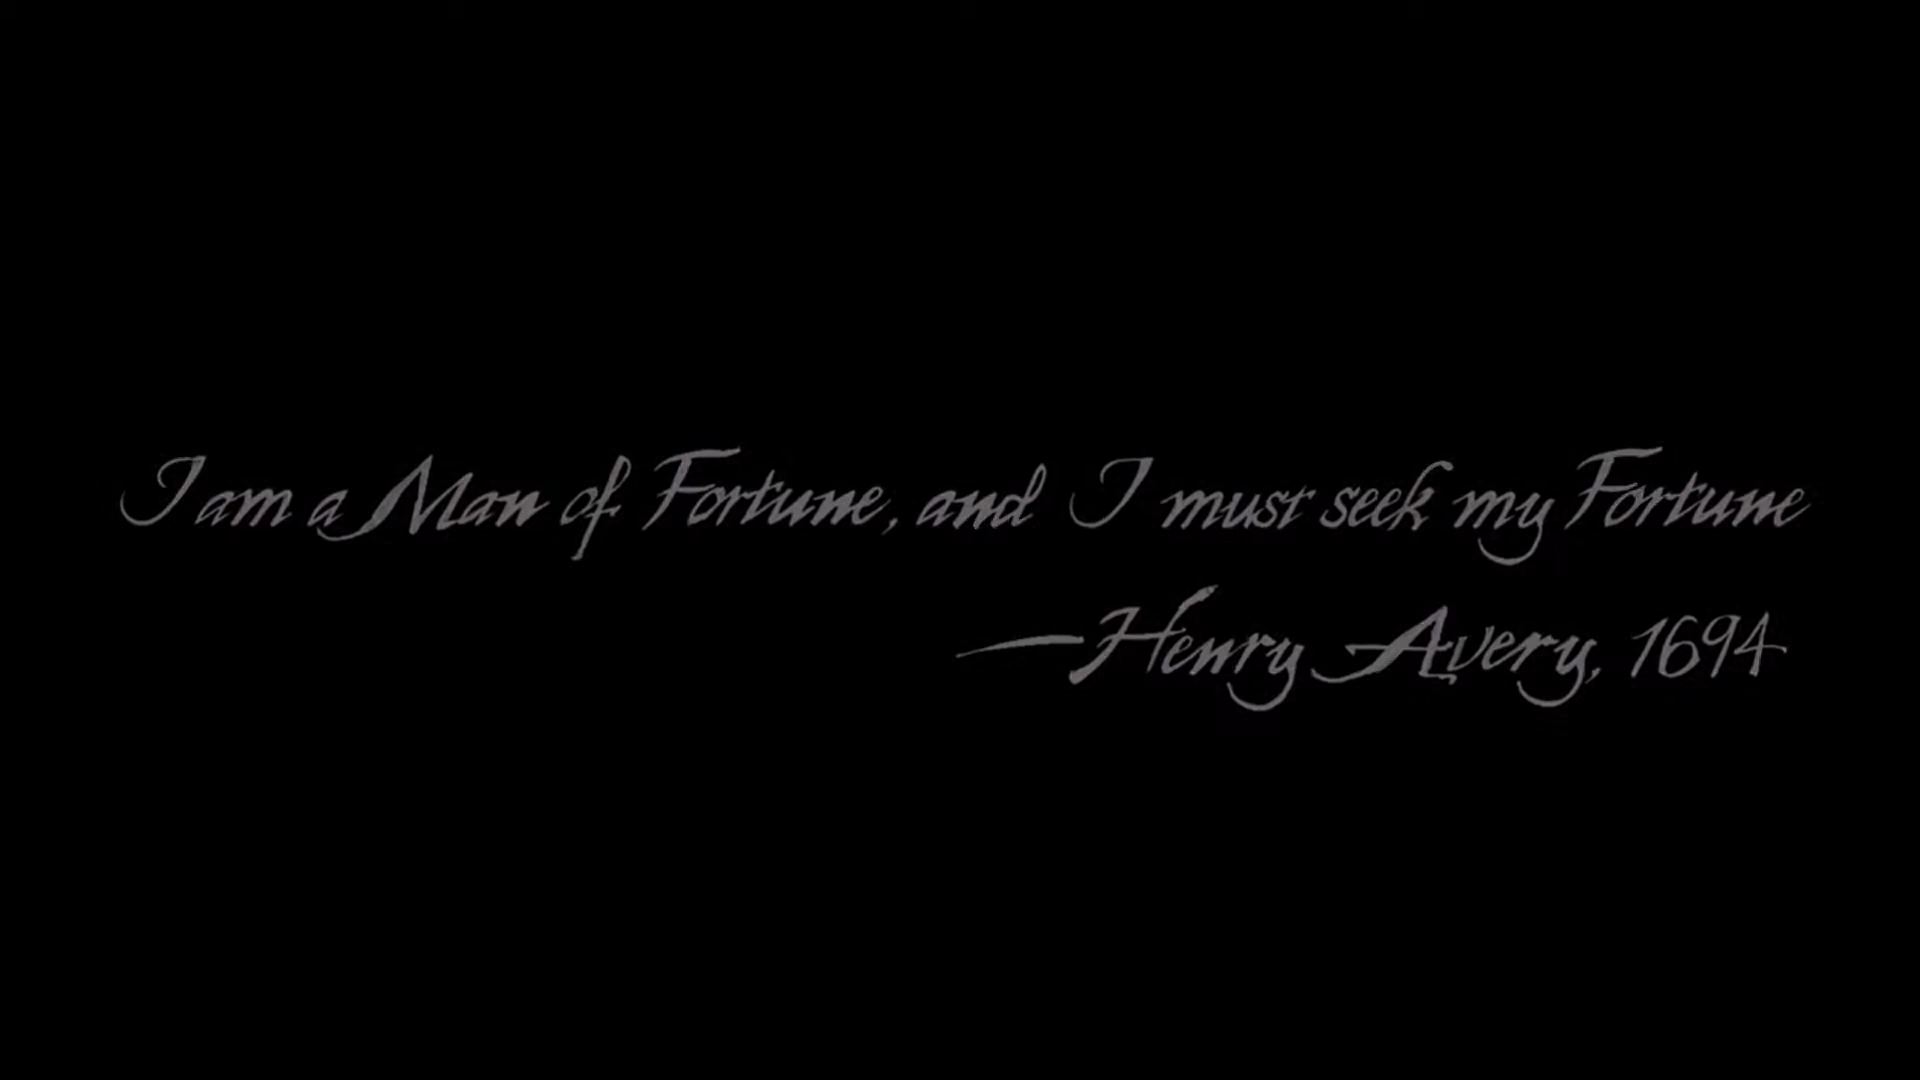 I am a Man of Fortune, and I must seek my Fortune
—Henry Avery, 1694